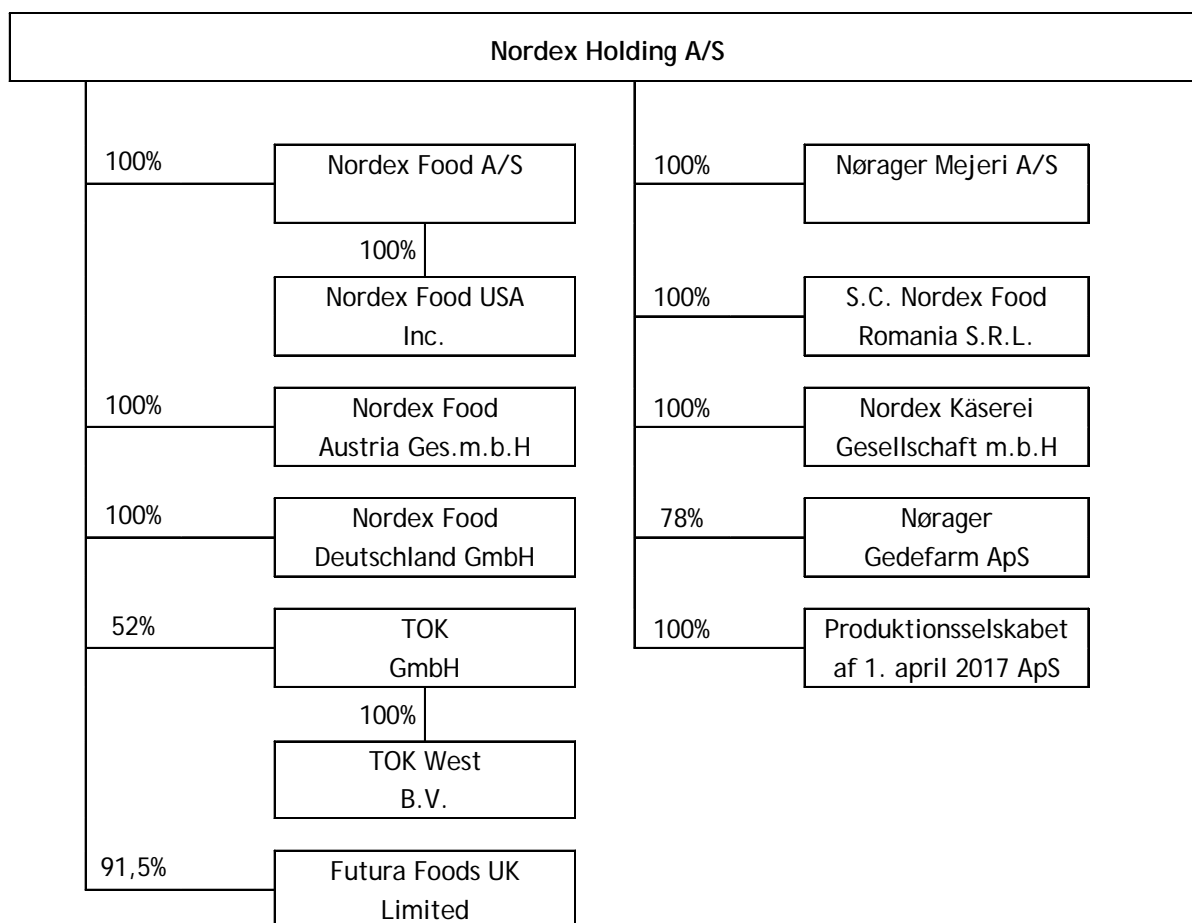 Nordex Holding A/S
100%
Nordex Food A/S
100%
Nordex Food USA
Inc.
100%
Nordex Food
Austria Ges.m.b.H
100%
Nordex Food
Deutschland GmbH
52%
TOK
GmbH
100%
TOK West
B.V.
91,5%
Futura Foods UK
Limited
100%
Nørager Mejeri A/S
100%
S.C. Nordex Food
Romania S.R.L.
100%
Nordex Käserei
Gesellschaft m.b.H
78%
Nørager
Gedefarm ApS
100%
Produktionsselskabet
af 1. april 2017 ApS